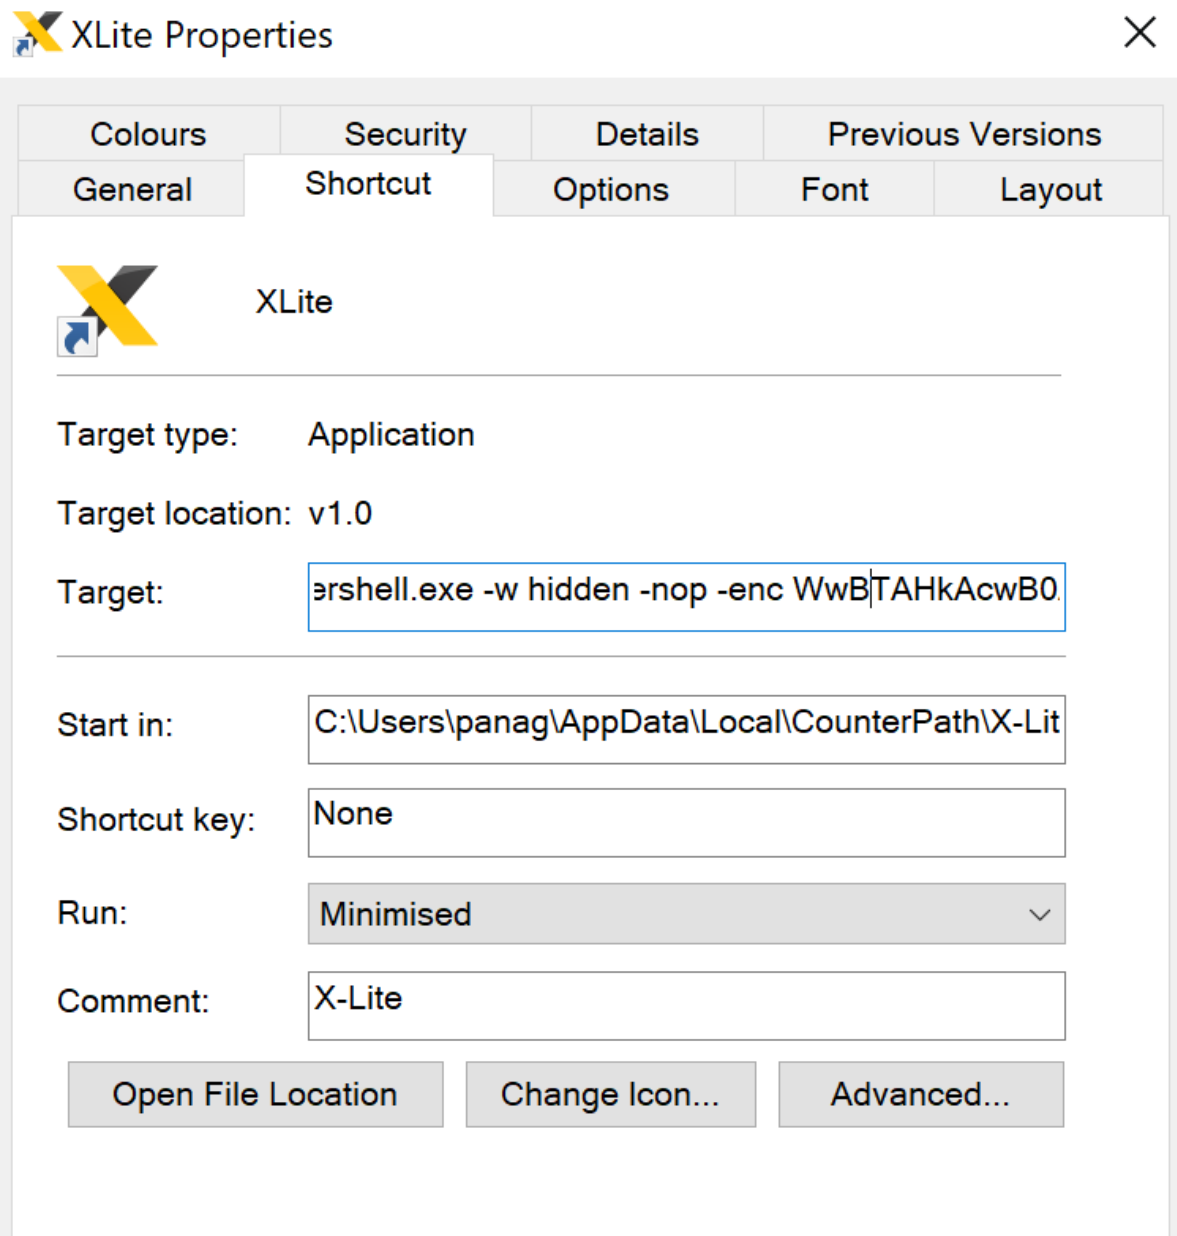 XLite Properties
Colours Security Details Previous Versions
General Shortcut Options Font Layout
XLite
Target type: Application
Target location: v1.0
Target: ershell.exe -w hidden -nop -enc WwBTAHkAcwB0
Start in: C:\Users\panag\AppData\Local\CounterPath\X-Lit
Shortcut key: None
Run: Minimised
Comment: X-Lite
Open File Location Change Icon... Advanced...